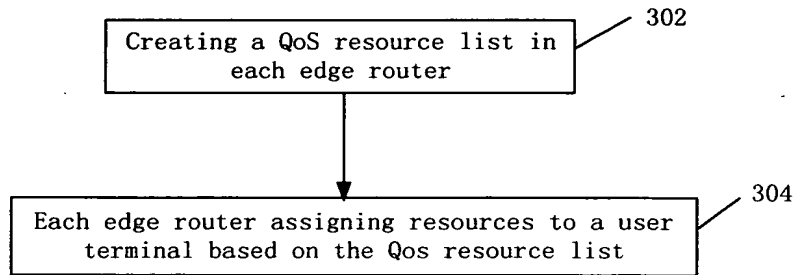 302
Creating a QoS resource list in
each edge router
304
Each edge router assigning resources to a user
terminal based on the Qos resource list